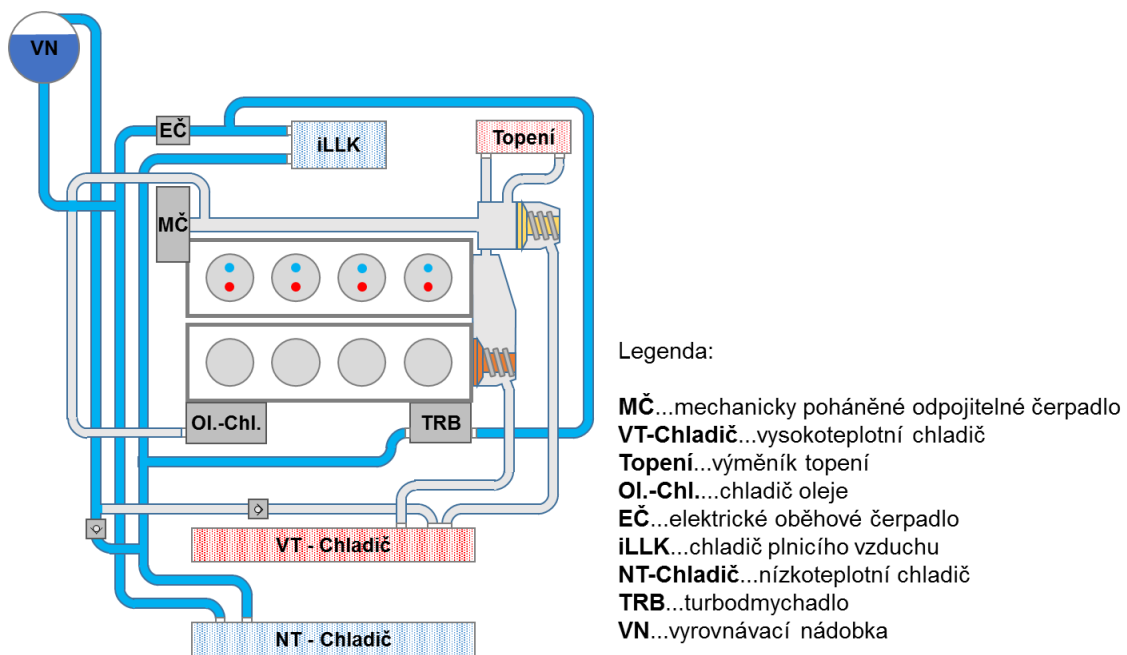 VN
EČ
iLLK
Topení
MČ
Ol.-Chl.
TRB
VT - Chladič
NT - Chladič
Legenda:
MČ...mechanicky poháněné odpojitelné čerpadlo
VT-Chladič...vysokoteplotní chladič
Topení...výměník topení
Ol.-Chl....chladič oleje
EČ...elektrické oběhové čerpadlo
iLLK...chladič plnicího vzduchu
NT-Chladič...nízkoteplotní chladič
TRB...turbodmychadlo
VN...vyrovnávací nádobka